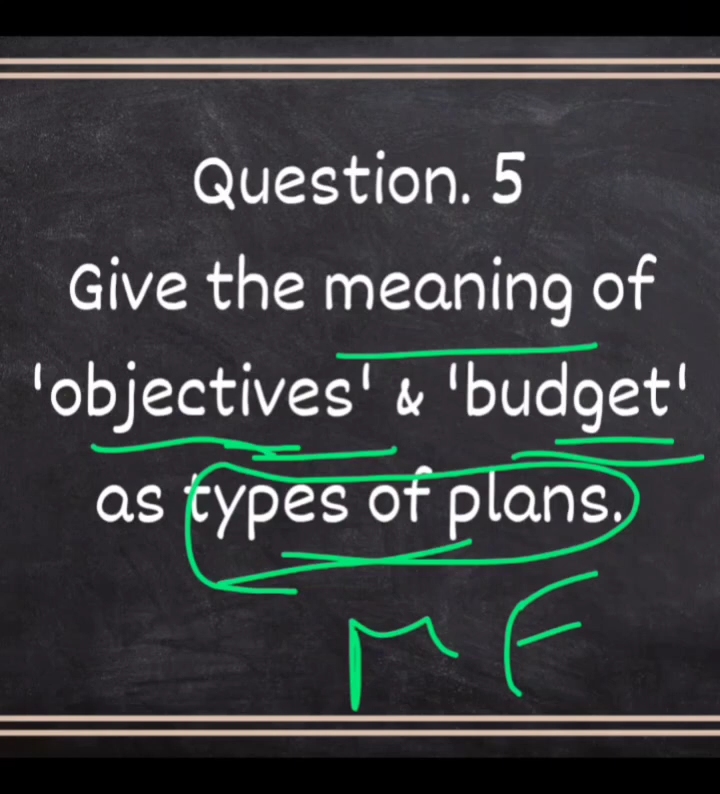 Question. 5
Give the meaning of
'objectives' & 'budget'
as types of plans.
M F